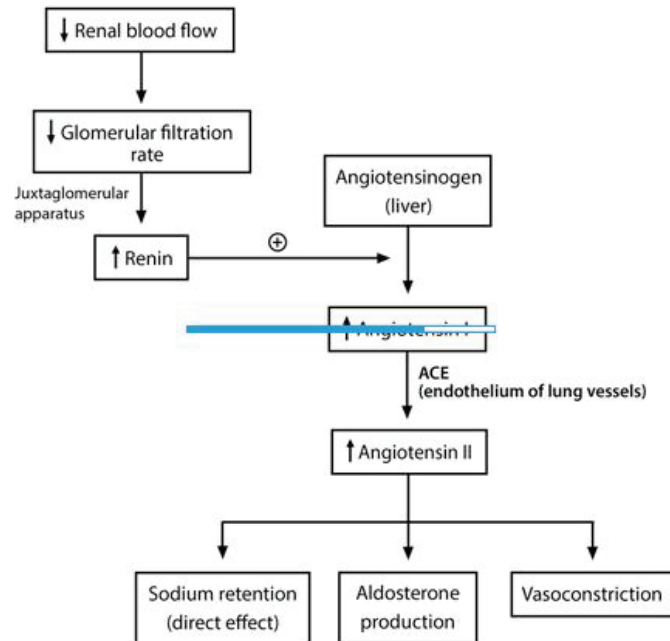 ↓ Renal blood flow
↓ Glomerular filtration
rate
Juxtaglomerular
apparatus
Angiotensinogen
(liver)
↑ Renin
+
↑ Angiotensin I
ACE
(endothelium of lung vessels)
↑ Angiotensin II
Sodium retention
(direct effect)
Aldosterone
production
Vasoconstriction